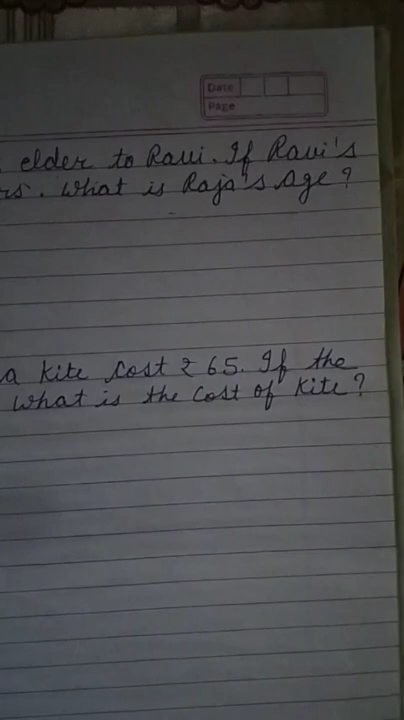 Date
Page
elder to Ravi. If Ravi's
rs. What is Raja's Age?
a kite cost ₹ 65. If the
What is the cost of kite?